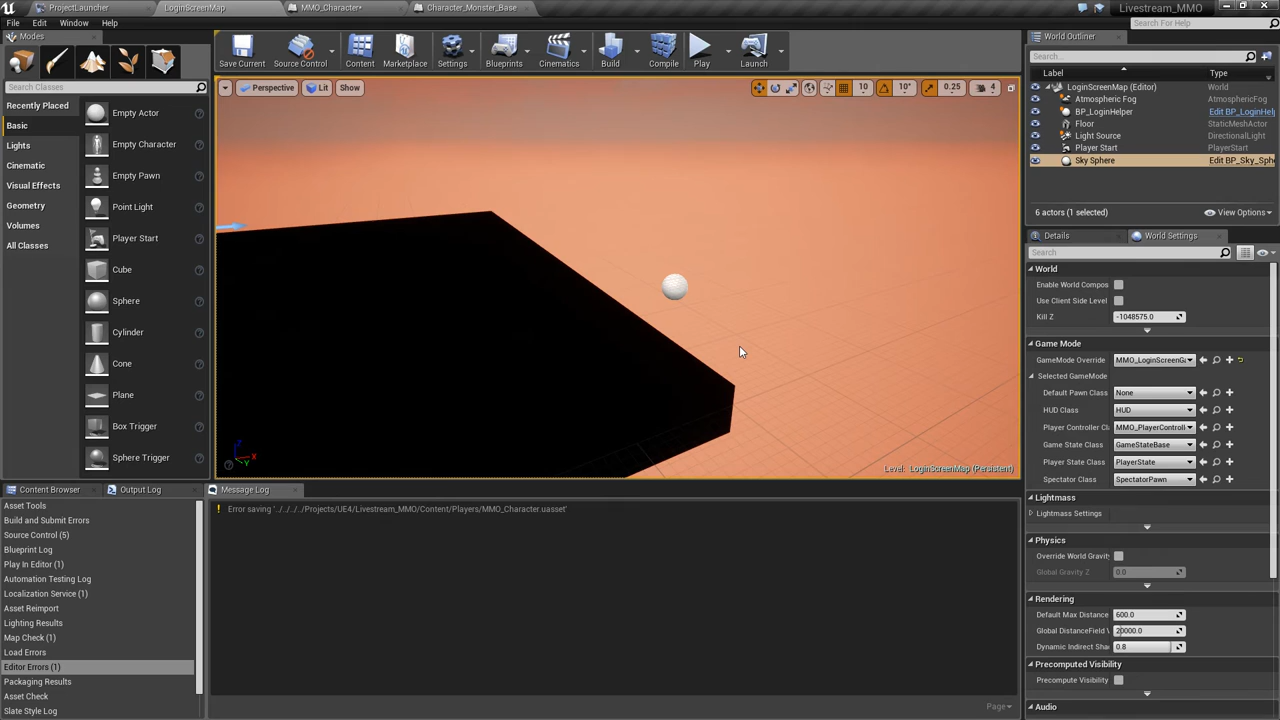 ProjectLauncher
LoginScreenMap
MMO_Character*
Character_Monster_Base
Livestream_MMO
File Edit Window Help
Search For Help
Modes
Search Classes
Recently Placed
Basic
Lights
Cinematic
Visual Effects
Geometry
Volumes
All Classes
Empty Actor
Empty Character
Empty Pawn
Point Light
Player Start
Cube
Sphere
Cylinder
Cone
Plane
Box Trigger
Sphere Trigger
Save Current Source Control Content Marketplace Settings Blueprints Cinematics Build Compile Play Launch
Perspective Lit Show
10 10° 0.25 4
Z
X
Y
Level: LoginScreenMap (Persistent)
World Outliner
Search...
Label Type
LoginScreenMap (Editor) World
Atmospheric Fog AtmosphericFog
BP_LoginHelper Edit BP_LoginHel
Floor StaticMeshActor
Light Source DirectionalLight
Player Start PlayerStart
Sky Sphere Edit BP_Sky_Sph
6 actors (1 selected) View Options
Details World Settings
Search
World
Enable World Compos
Use Client Side Level
Kill Z -1048575.0
Game Mode
GameMode Override MMO_LoginScreenG
Selected GameMode
Default Pawn Class None
HUD Class HUD
Player Controller Cl MMO_PlayerControll
Game State Class GameStateBase
Player State Class PlayerState
Spectator Class SpectatorPawn
Lightmass
Lightmass Settings
Physics
Override World Gravit
Global Gravity Z 0.0
Rendering
Default Max Distance 600.0
Global DistanceField 20000.0
Dynamic Indirect Sha 0.8
Precomputed Visibility
Precompute Visibility
Audio
Content Browser Output Log Message Log
Asset Tools
Build and Submit Errors
Source Control (5)
Blueprint Log
Play In Editor (1)
Automation Testing Log
Localization Service (1)
Asset Reimport
Lighting Results
Map Check (1)
Load Errors
Editor Errors (1)
Packaging Results
Asset Check
Slate Style Log
Error saving '../../../../Projects/UE4/Livestream_MMO/Content/Players/MMO_Character.uasset'
Page